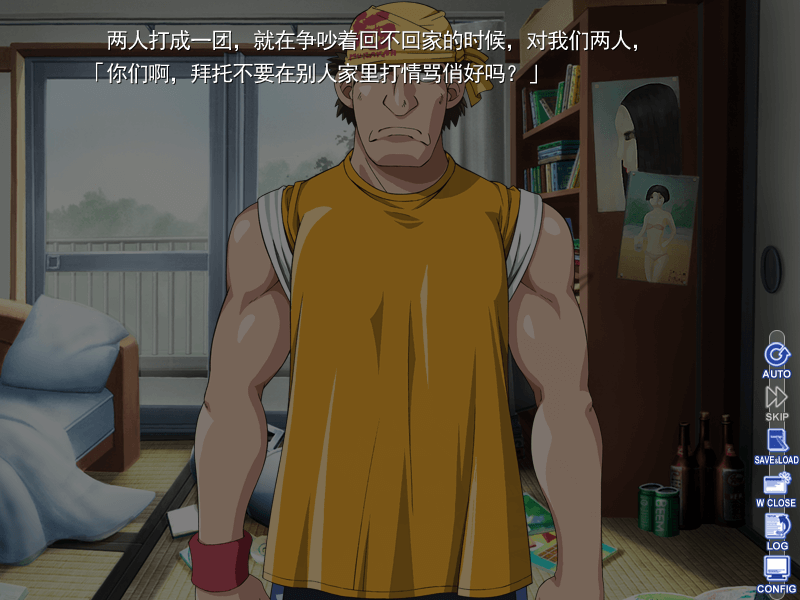 两人打成一团，就在争吵着回不回家的时候，对我们两人，
「你们啊，拜托不要在别人家里打情骂俏好吗？」
AUTO
SKIP
SAVE&LOAD
W CLOSE
LOG
CONFIG